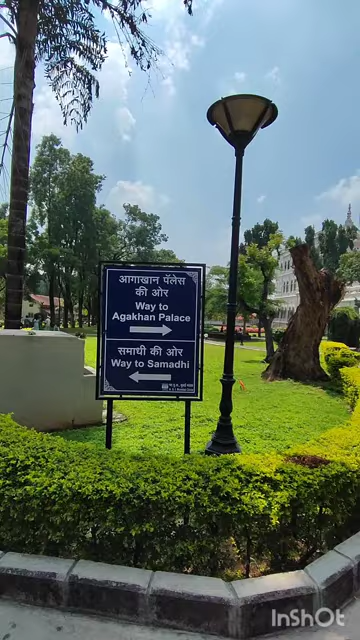 आगाखान पॅलेस
की ओर
Way to
Agakhan Palace
समाधी की ओर
Way to Samadhi
InShOt